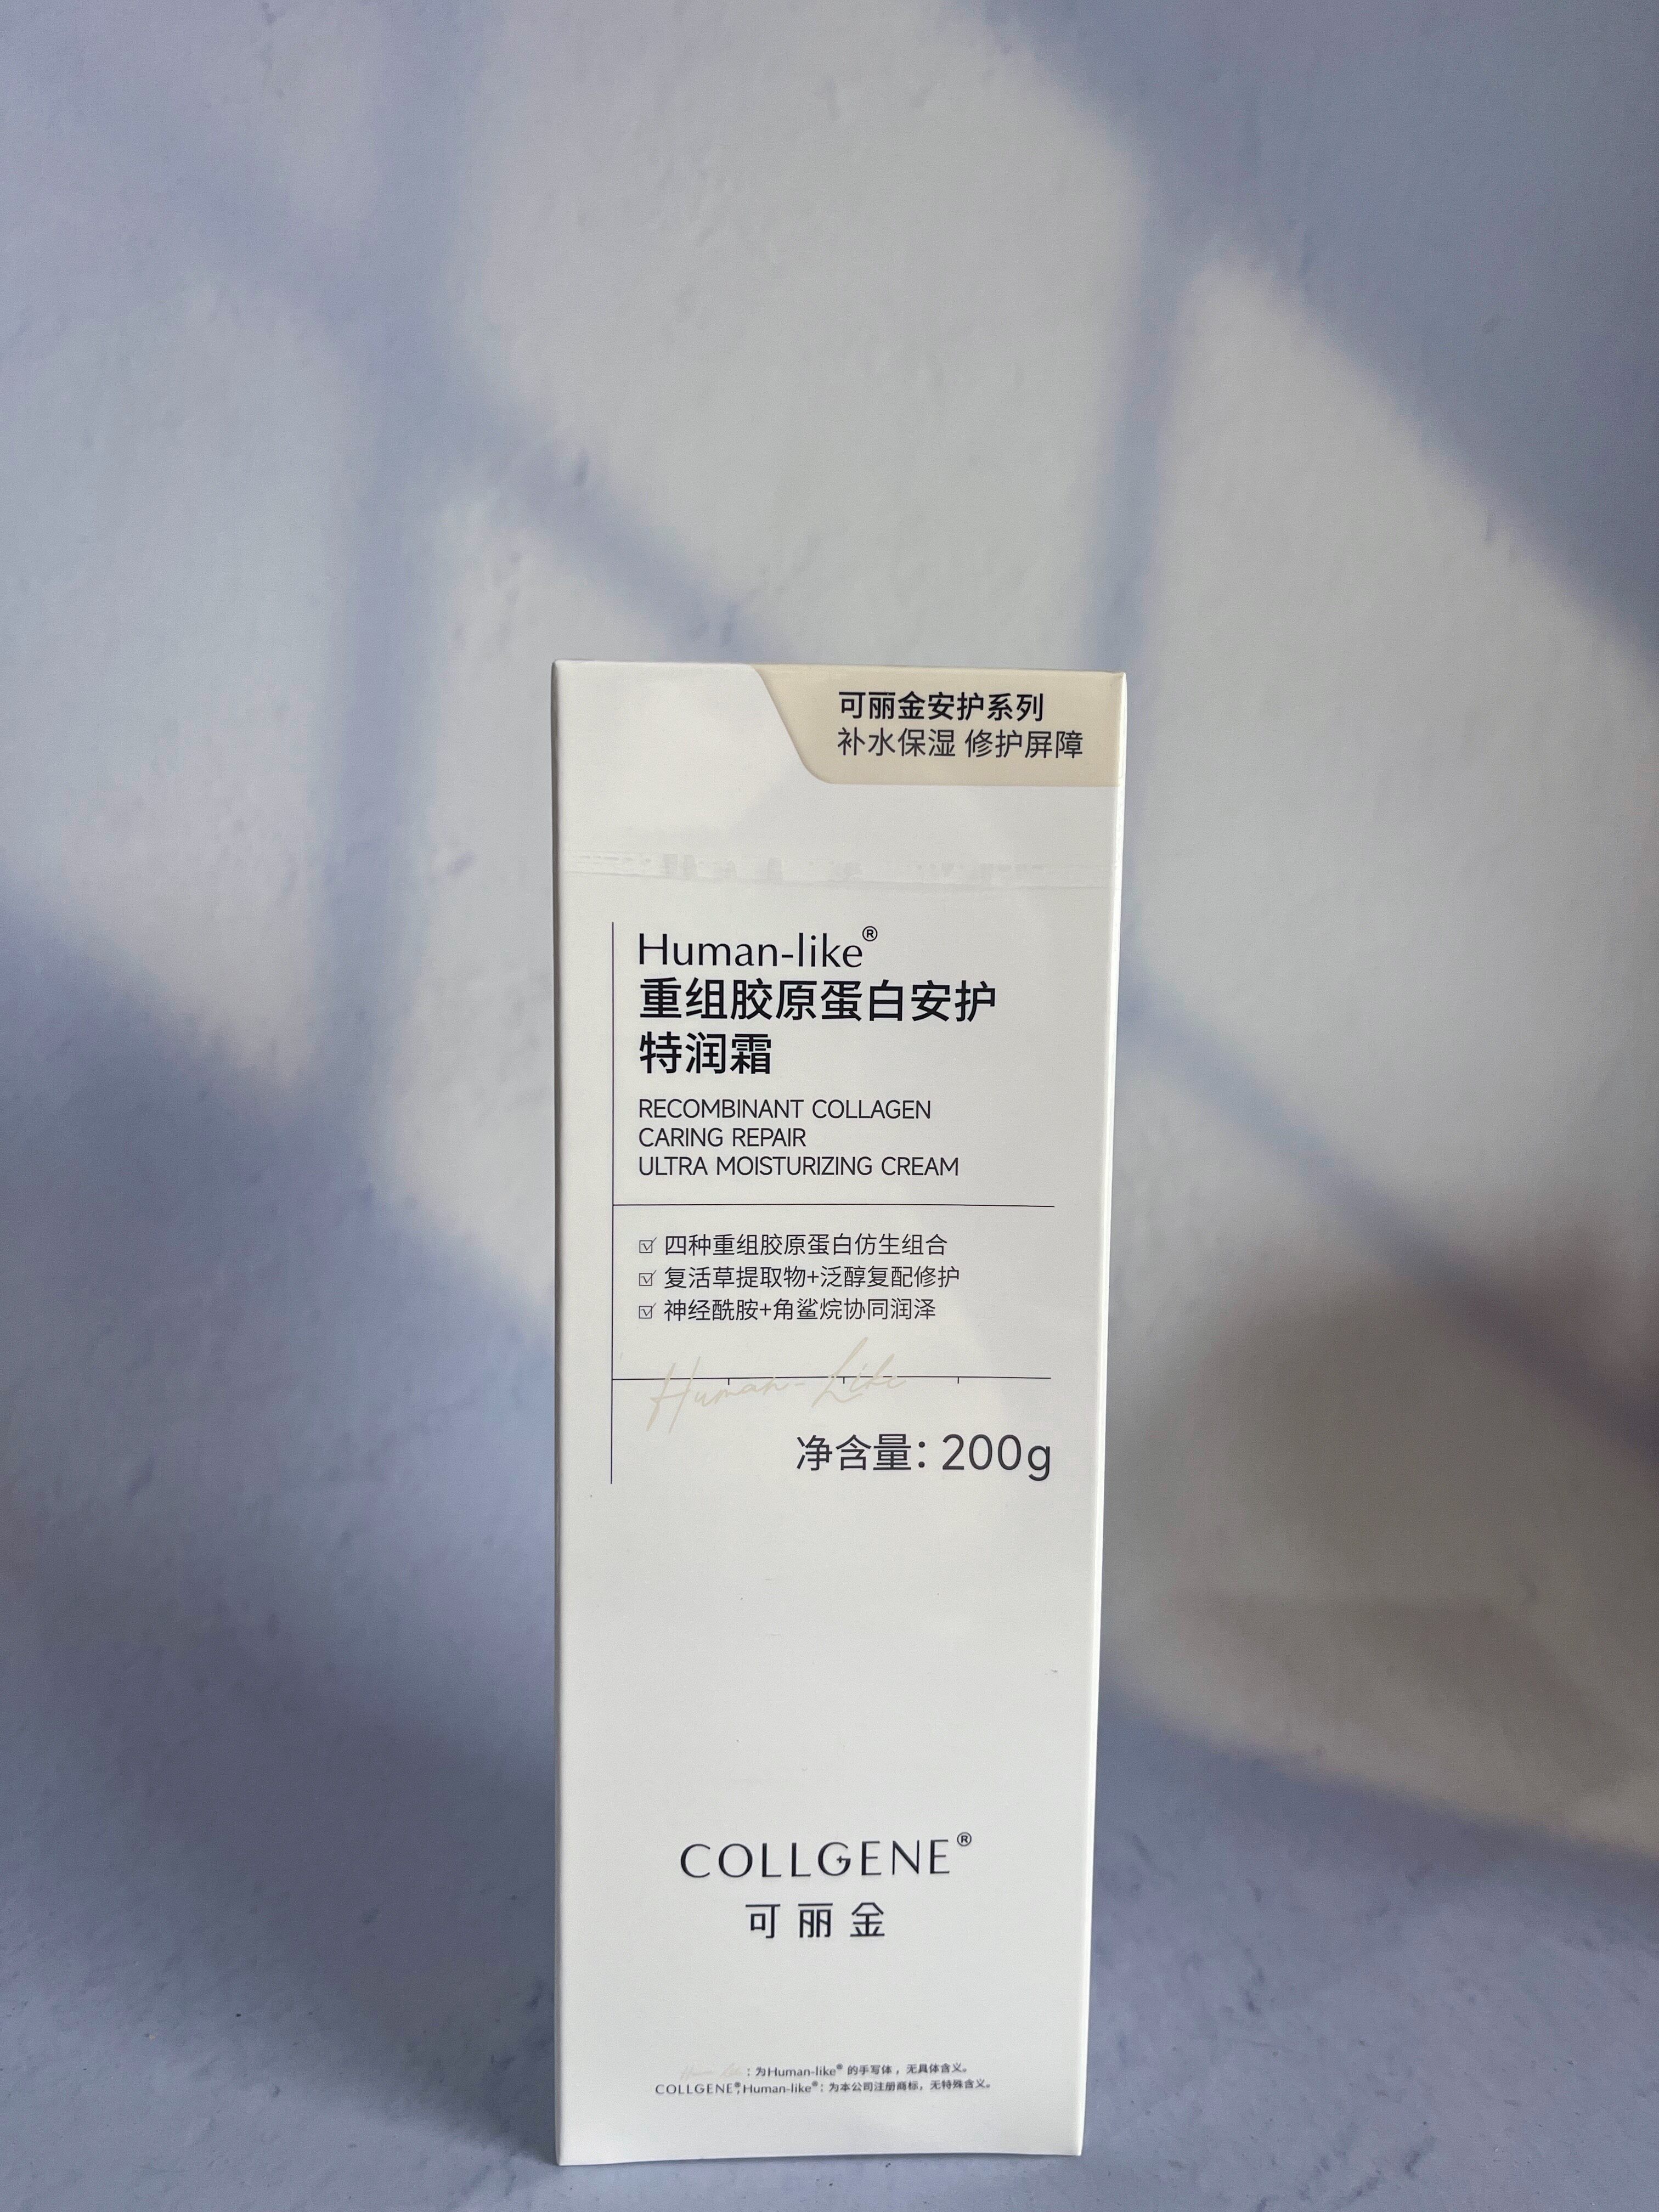 可丽金安护系列
补水保湿 修护屏障
Human-like®
重组胶原蛋白安护
特润霜
RECOMBINANT COLLAGEN
CARING REPAIR
ULTRA MOISTURIZING CREAM
☑ 四种重组胶原蛋白仿生组合
☑ 复活草提取物+泛醇复配修护
☑ 神经酰胺+角鲨烷协同润泽
Human-Like
净含量：200g
COLLGENE®
可丽金
：为Human-like® 的手写体，无具体含义。
COLLGENE®,Human-like®：为本公司注册商标，无特殊含义。